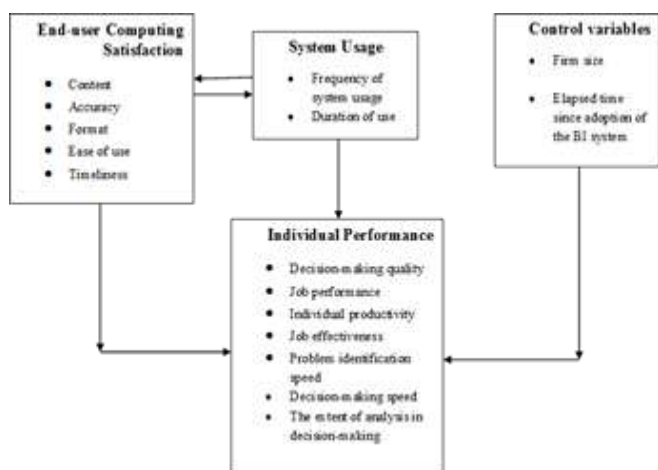 End-user Computing
Satisfaction
Content
Accuracy
Format
Ease of use
Timeliness
System Usage
Frequency of
system usage
Duration of use
Control variables
Firm size
Elapsed time
since adoption of
the BI system
Individual Performance
Decision-making quality
Job performance
Individual productivity
Job effectiveness
Problem identification
speed
Decision-making speed
The extent of analysis in
decision-making